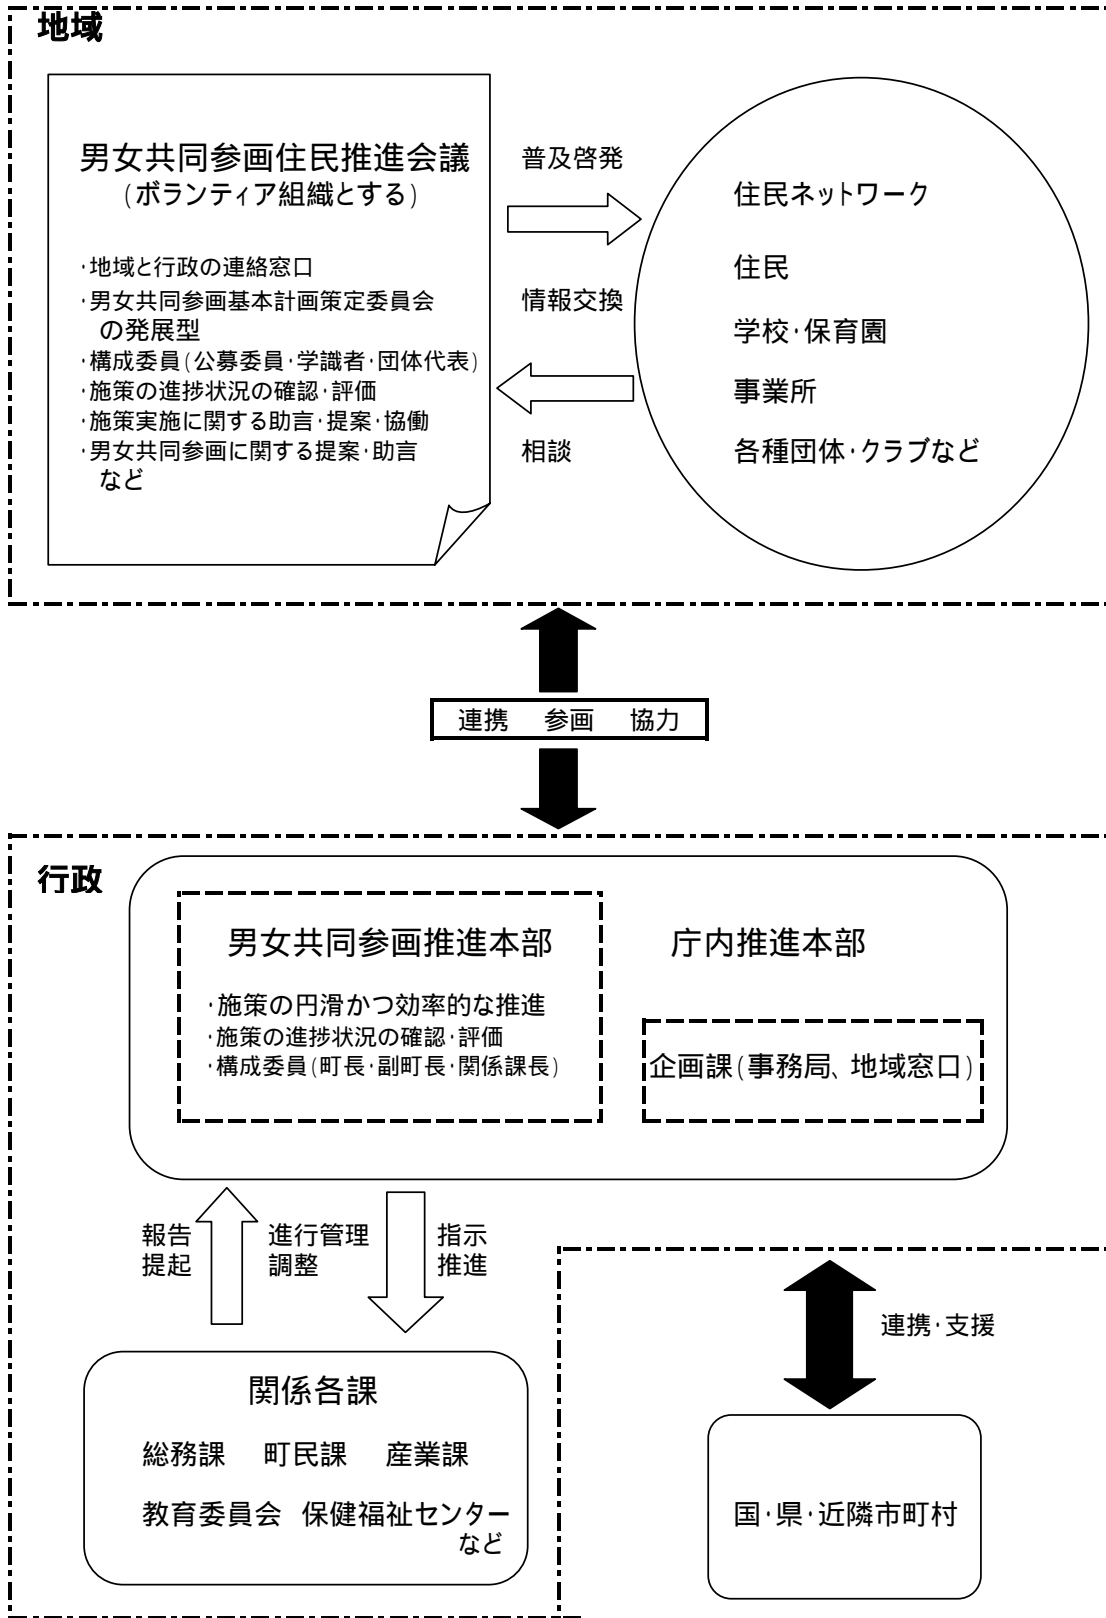 地域
男女共同参画住民推進会議
(ボランティア組織とする)
・地域と行政の連絡窓口
・男女共同参画基本計画策定委員会
の発展型
・構成委員(公募委員・学識者・団体代表)
・施策の進捗状況の確認・評価
・施策実施に関する助言・提案・協働
・男女共同参画に関する提案・助言
など
普及啓発
情報交換
相談
住民ネットワーク
住民
学校・保育園
事業所
各種団体・クラブなど
連携 参画 協力
行政
男女共同参画推進本部
・施策の円滑かつ効率的な推進
・施策の進捗状況の確認・評価
・構成委員(町長・副町長・関係課長)
庁内推進本部
企画課(事務局、地域窓口)
報告
提起
進行管理
調整
指示
推進
関係各課
総務課 町民課 産業課
教育委員会 保健福祉センター
など
連携・支援
国・県・近隣市町村